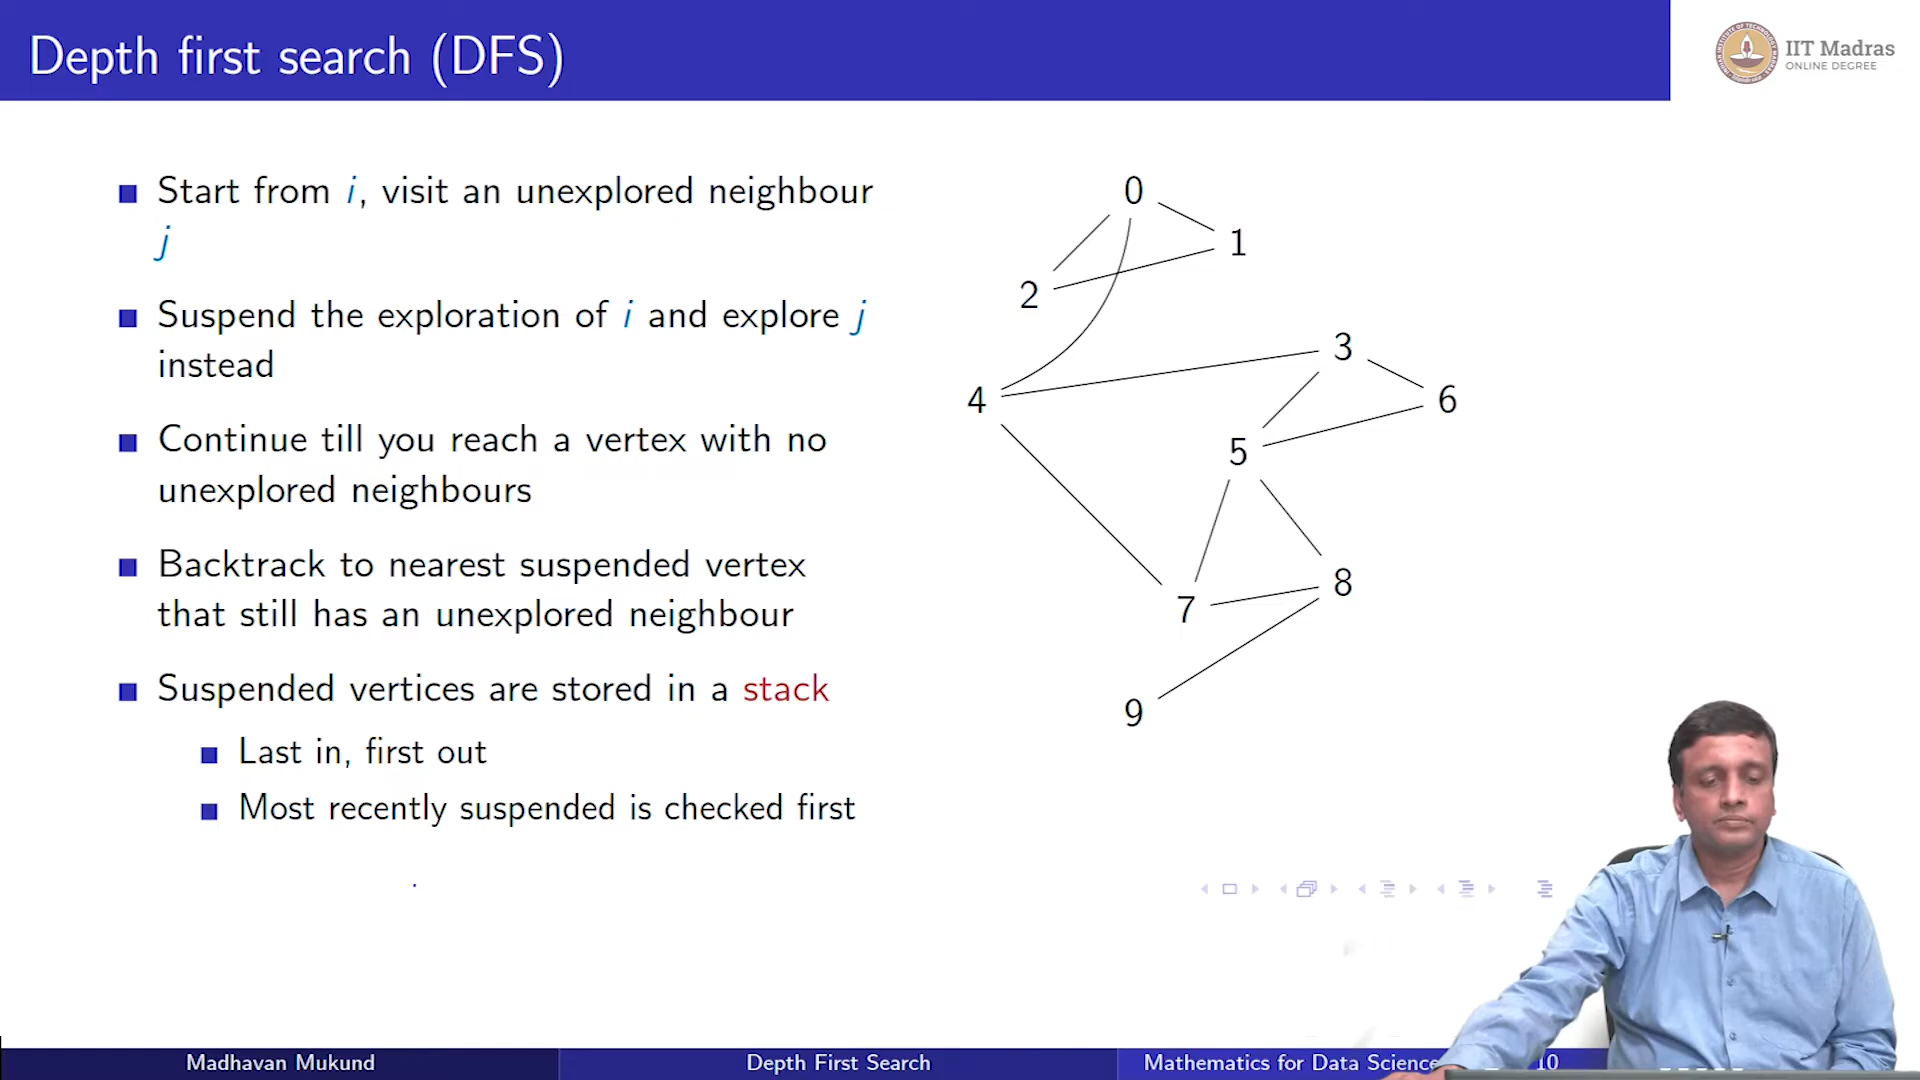 Depth first search (DFS)
IIT Madras
ONLINE DEGREE
Start from i, visit an unexplored neighbour
j
Suspend the exploration of i and explore j
instead
Continue till you reach a vertex with no
unexplored neighbours
Backtrack to nearest suspended vertex
that still has an unexplored neighbour
Suspended vertices are stored in a stack
Last in, first out
Most recently suspended is checked first
0
1
2
3
4
6
5
8
7
9
Madhavan Mukund
Depth First Search
Mathematics for Data Science
10